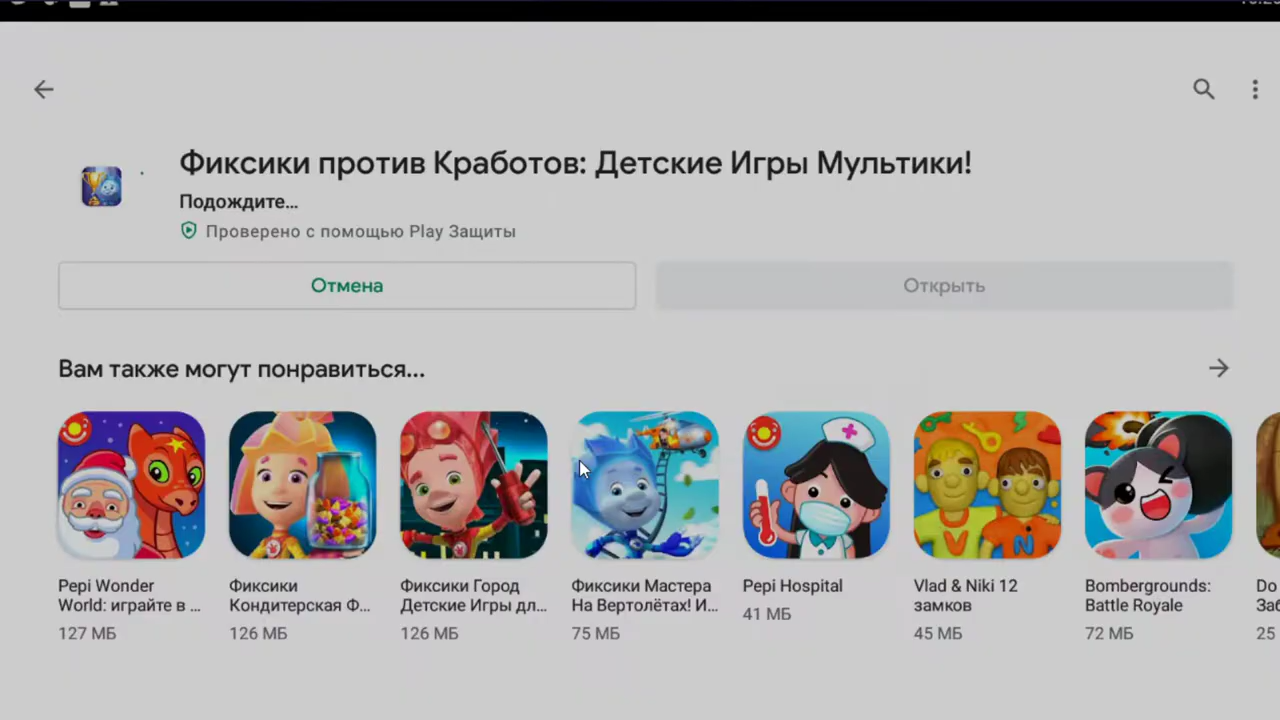 Фиксики против Кработов: Детские Игры Мультики!
Подождите...
Проверено с помощью Play Защиты
Отмена
Открыть
Вам также могут понравиться...
Pepi Wonder
World: играйте в ...
127 МБ
Фиксики
Кондитерская Ф...
126 МБ
Фиксики Город
Детские Игры дл...
126 МБ
Фиксики Мастера
На Вертолётах! И...
75 МБ
Pepi Hospital
41 МБ
Vlad & Niki 12
замков
45 МБ
Bombergrounds:
Battle Royale
72 МБ
Do
25